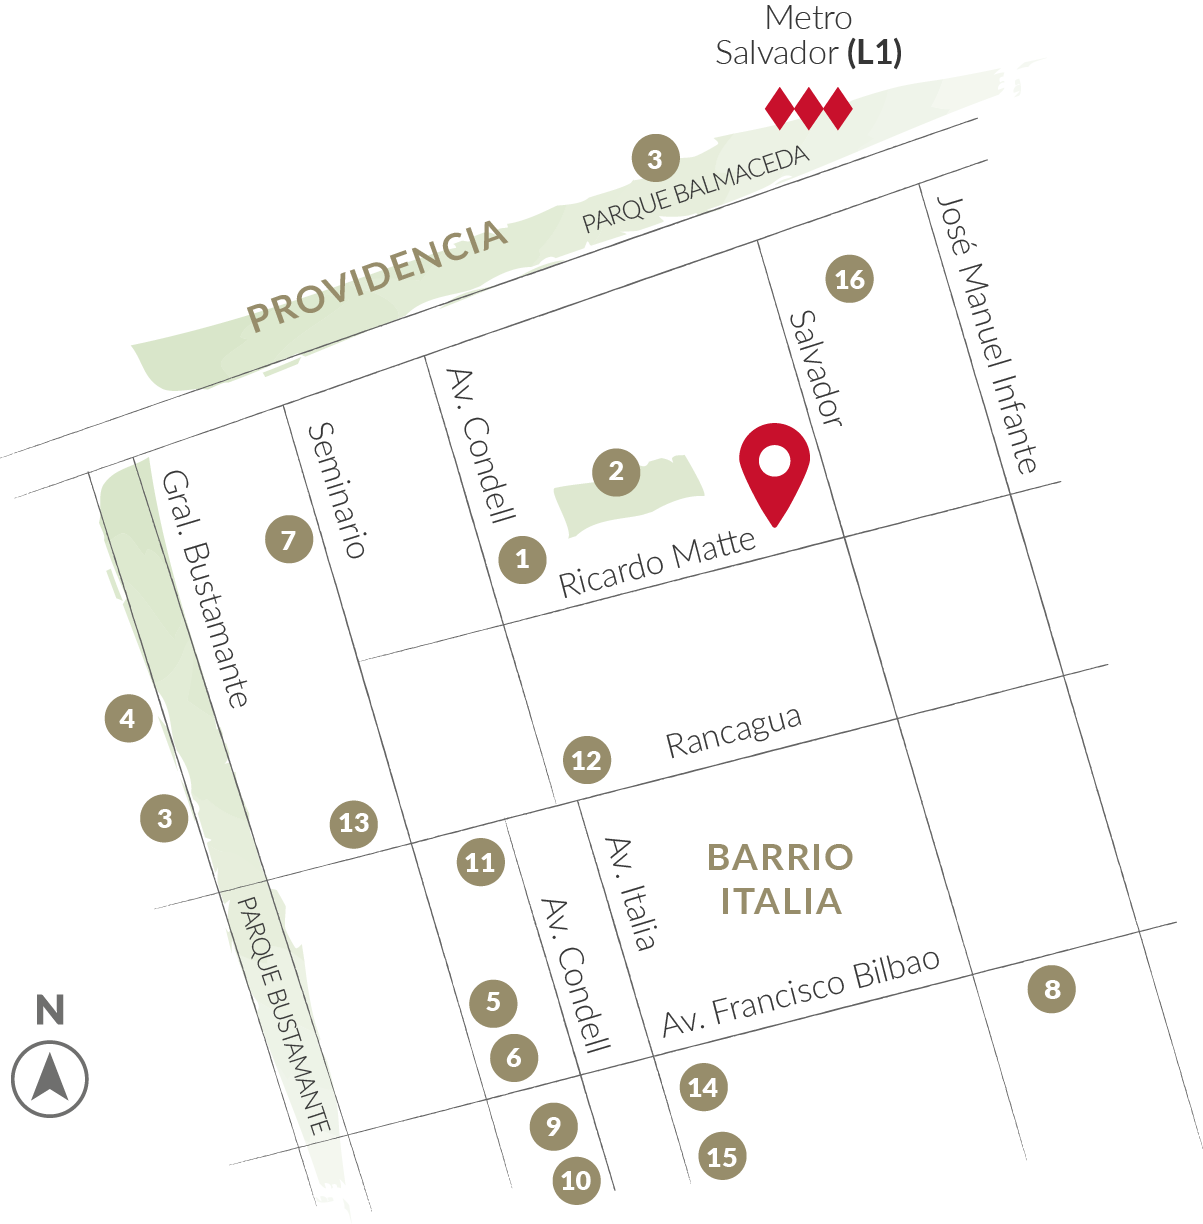 Metro
Salvador (L1)
3
PARQUE BALMACEDA
PROVIDENCIA
José Manuel Infante
16
Salvador
Av. Condell
Seminario
Gral. Bustamante
2
7
1
Ricardo Matte
4
Rancagua
12
3
13
11
BARRIO
ITALIA
Av. Italia
PARQUE BUSTAMANTE
Av. Condell
Av. Francisco Bilbao
8
5
N
6
14
9
15
10